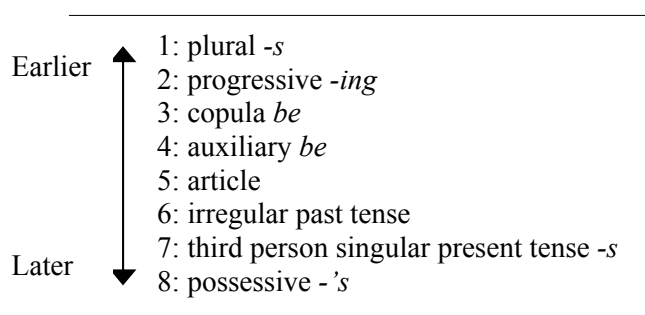 Earlier
1: plural -s
2: progressive -ing
3: copula be
4: auxiliary be
5: article
6: irregular past tense
7: third person singular present tense -s
Later
8: possessive -’s